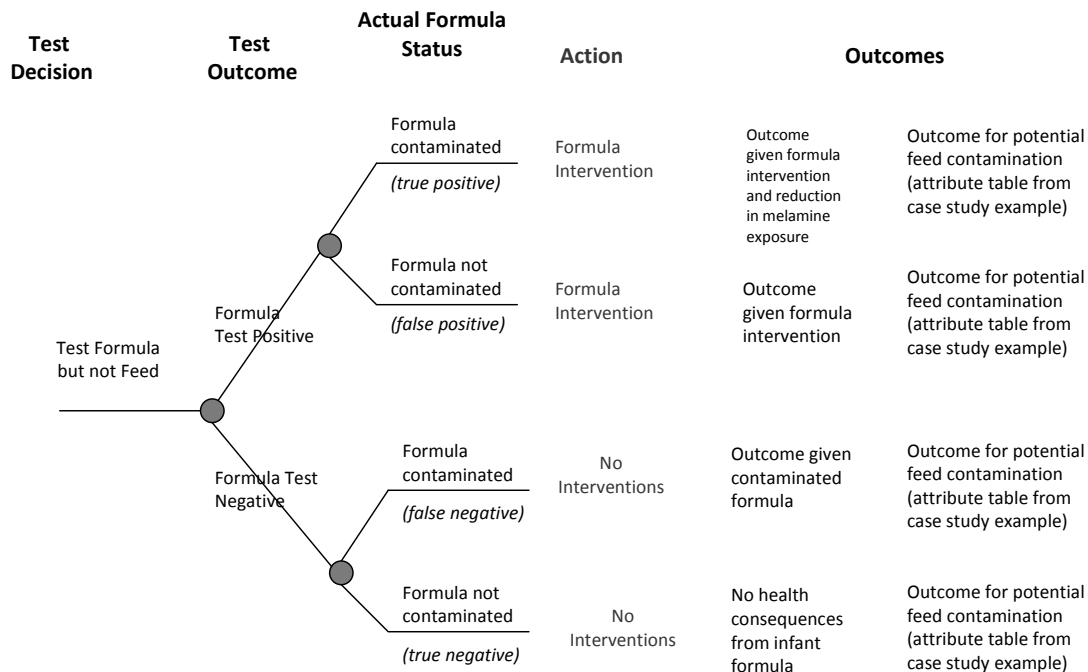 Test
Decision
Test
Outcome
Actual Formula
Status
Action
Outcomes
Formula
contaminated
(true positive)
Formula
Intervention
Outcome
given formula
intervention
and reduction
in melamine
exposure
Outcome for potential
feed contamination
(attribute table from
case study example)
Formula not
contaminated
(false positive)
Formula
Intervention
Outcome
given formula
intervention
Outcome for potential
feed contamination
(attribute table from
case study example)
Formula
Test Positive
Test Formula
but not Feed
Formula Test
Negative
Formula
contaminated
(false negative)
No
Interventions
Outcome given
contaminated
formula
Outcome for potential
feed contamination
(attribute table from
case study example)
Formula not
contaminated
(true negative)
No
Interventions
No health
consequences
from infant
formula
Outcome for potential
feed contamination
(attribute table from
case study example)